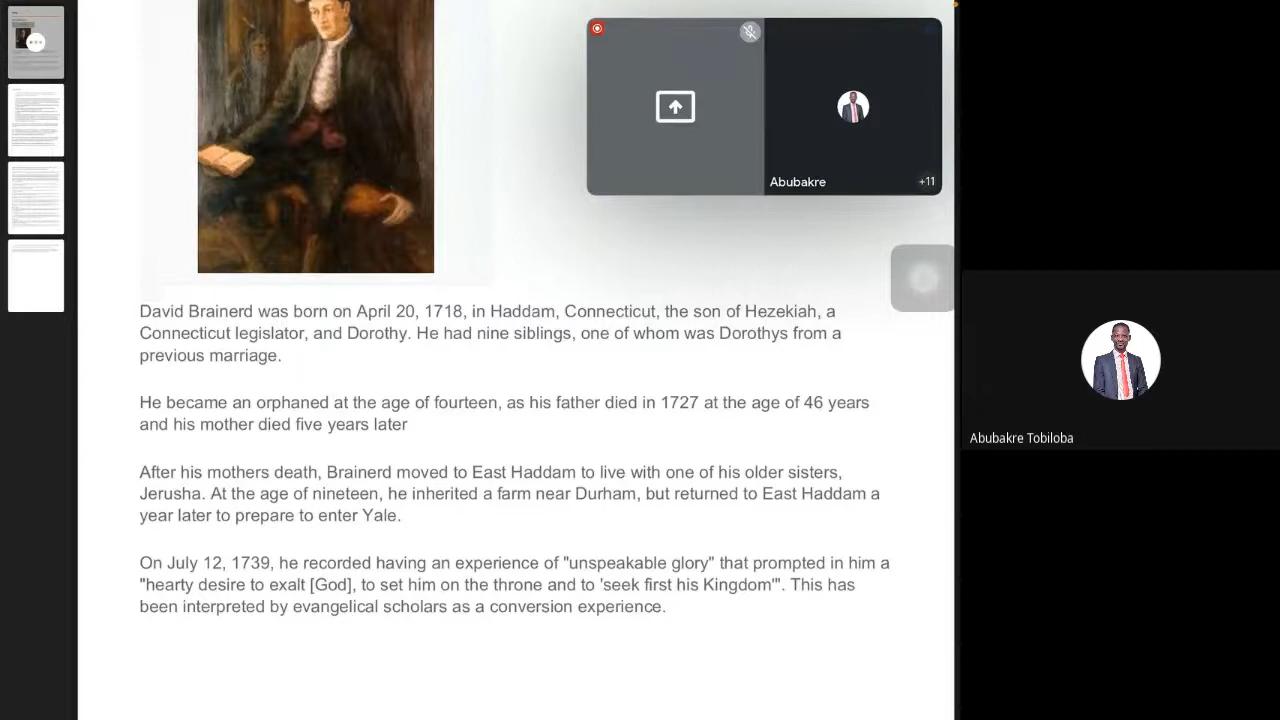 Abubakre
+11
David Brainerd was born on April 20, 1718, in Haddam, Connecticut, the son of Hezekiah, a
Connecticut legislator, and Dorothy. He had nine siblings, one of whom was Dorothys from a
previous marriage.
He became an orphaned at the age of fourteen, as his father died in 1727 at the age of 46 years
and his mother died five years later
After his mothers death, Brainerd moved to East Haddam to live with one of his older sisters,
Jerusha. At the age of nineteen, he inherited a farm near Durham, but returned to East Haddam a
year later to prepare to enter Yale.
On July 12, 1739, he recorded having an experience of "unspeakable glory" that prompted in him a
"hearty desire to exalt [God], to set him on the throne and to 'seek first his Kingdom'". This has
been interpreted by evangelical scholars as a conversion experience.
Abubakre Tobiloba